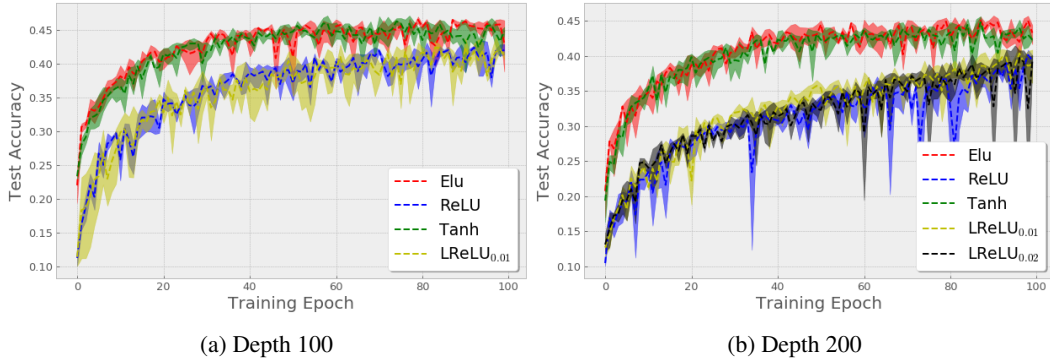 0.45
0.40
0.35
0.30
0.25
0.20
0.15
0.10
Test Accuracy
0 20 40 60 80 100
Training Epoch
Elu
ReLU
Tanh
LReLU0.01
(a) Depth 100
0.45
0.40
0.35
0.30
0.25
0.20
0.15
0.10
Test Accuracy
0 20 40 60 80 100
Training Epoch
Elu
ReLU
Tanh
LReLU0.01
LReLU0.02
(b) Depth 200